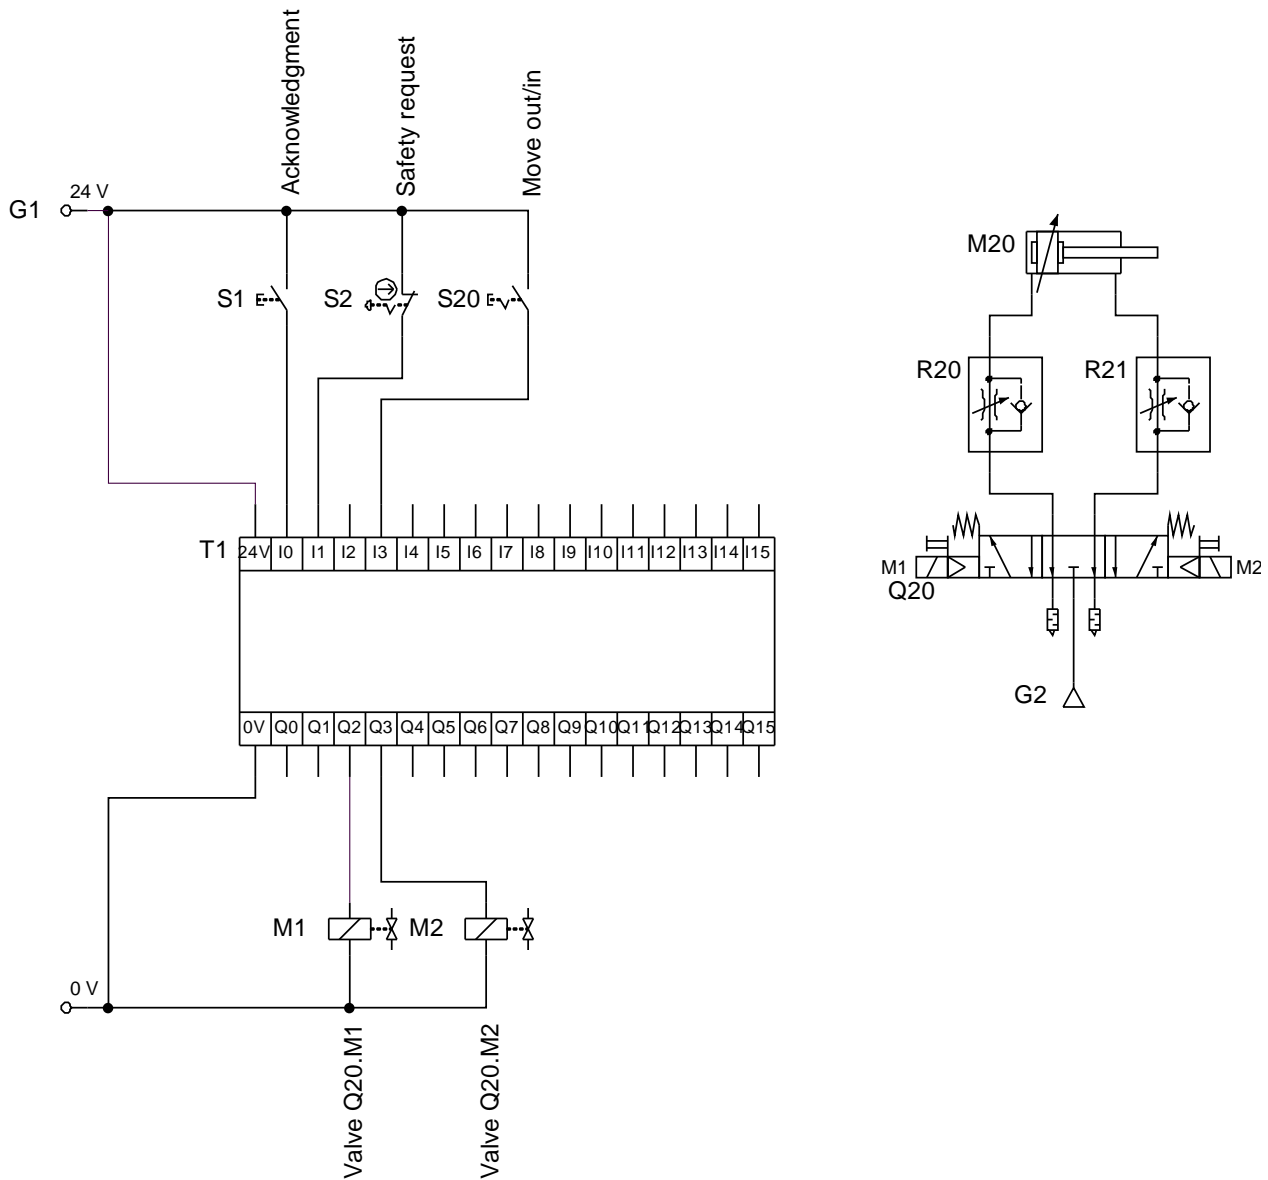 Acknowledgment
Safety request
Move out/in
24 V
G1
S1
S2
S20
T1
24V I0 I1 I2 I3 I4 I5 I6 I7 I8 I9 I10 I11 I12 I13 I14 I15
0V Q0 Q1 Q2 Q3 Q4 Q5 Q6 Q7 Q8 Q9 Q10 Q11 Q12 Q13 Q14 Q15
M1
M2
0 V
Valve Q20.M1
Valve Q20.M2
M20
R20
R21
M1
M2
Q20
G2